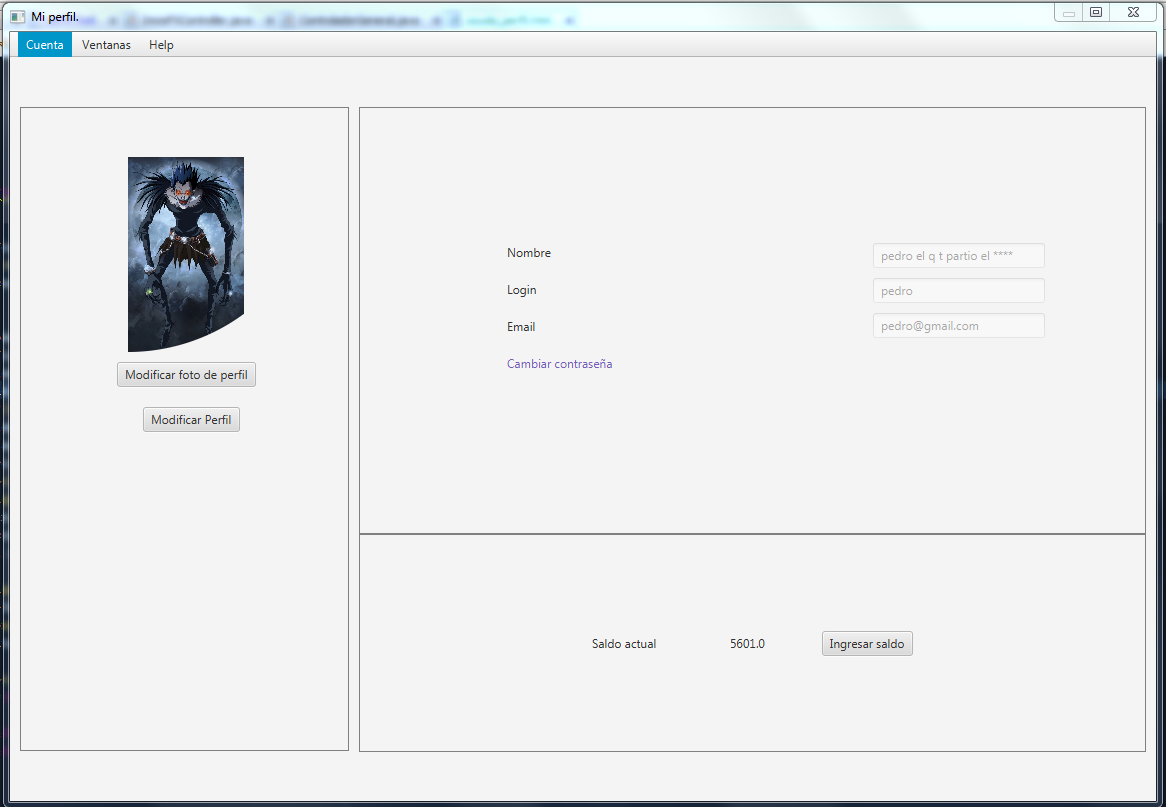 Mi perfil.
Cuenta Ventanas Help
Modificar foto de perfil
Modificar Perfil
Nombre pedro el q t partio el ****
Login pedro
Email pedro@gmail.com
Cambiar contraseña
Saldo actual 5601.0 Ingresar saldo